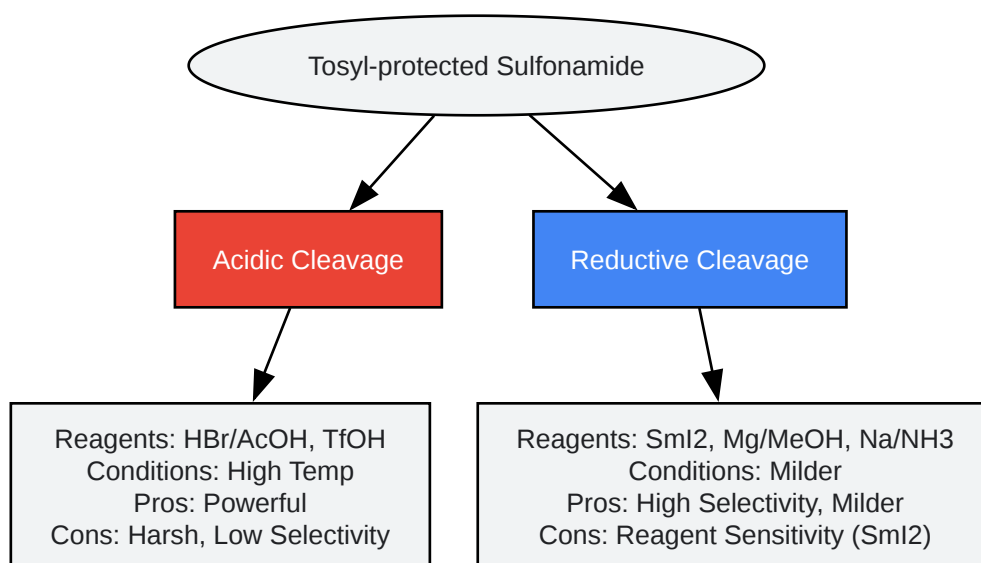 Tosyl-protected Sulfonamide
Acidic Cleavage
Reductive Cleavage
Reagents: HBr/AcOH, TfOH
Conditions: High Temp
Pros: Powerful
Cons: Harsh, Low Selectivity
Reagents: SmI2, Mg/MeOH, Na/NH3
Conditions: Milder
Pros: High Selectivity, Milder
Cons: Reagent Sensitivity (SmI2)